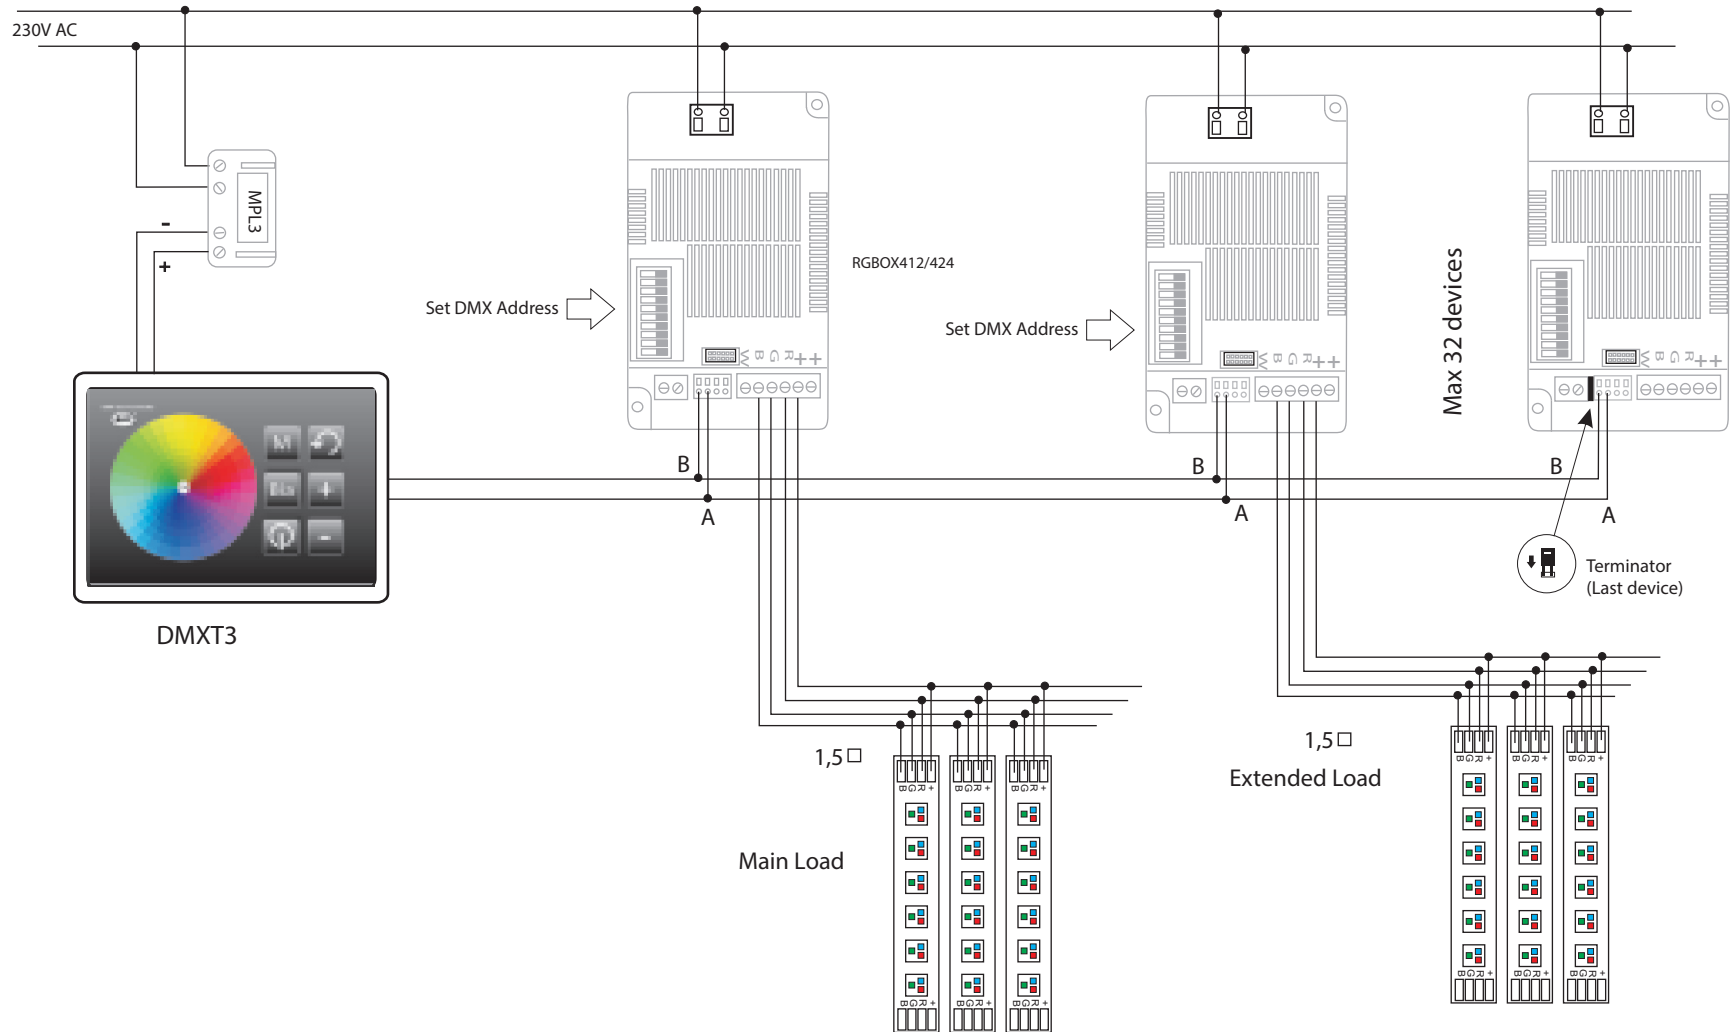 230V AC
MPL3
-
+
RGBOX412/424
Set DMX Address
Set DMX Address
Max 32 devices
W B G R ++
W B G R ++
W B G R ++
M
+
-
B
A
B
A
B
A
Terminator
(Last device)
DMXT3
1,5 □
Main Load
1,5 □
Extended Load
B G R +
B G R +
B G R +
B G R +
B G R +
B G R +
B G R +
B G R +
B G R +
B G R +
B G R +
B G R +